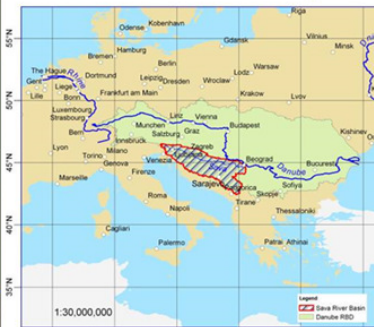 Riga
Kobenhavn
Odense
55°N
Vilnius
Hamburg
Gdansk
Minsk
Bremen
Berlin
The Hague
Dortmund
Warsaw
Gent
Rhine
Leipzig
Dresden
Lodz
Liege
Wroclaw
Lille
Bonn
50°N
Frankfurt am Main
Krakow
Lvov
Luxembourg
Strasbourg
Linz
Vienna
Munchen
Bern
Salzburg
Graz
Budapest
Kishinev
Innsbruck
Zagreb
Milano
Lyon
Torino
Venezia
Sava
Beograd
45°N
Genova
Danube
Bucuresti
Marseille
Firenze
Sarajevo
Sofiya
Skopje
Roma
Tirane
Napoli
Thessaloniki
40°N
Cagliari
Palermo
Patrai
Athinai
35°N
1:30,000,000
Legend
Sava River Basin
Danube RBD